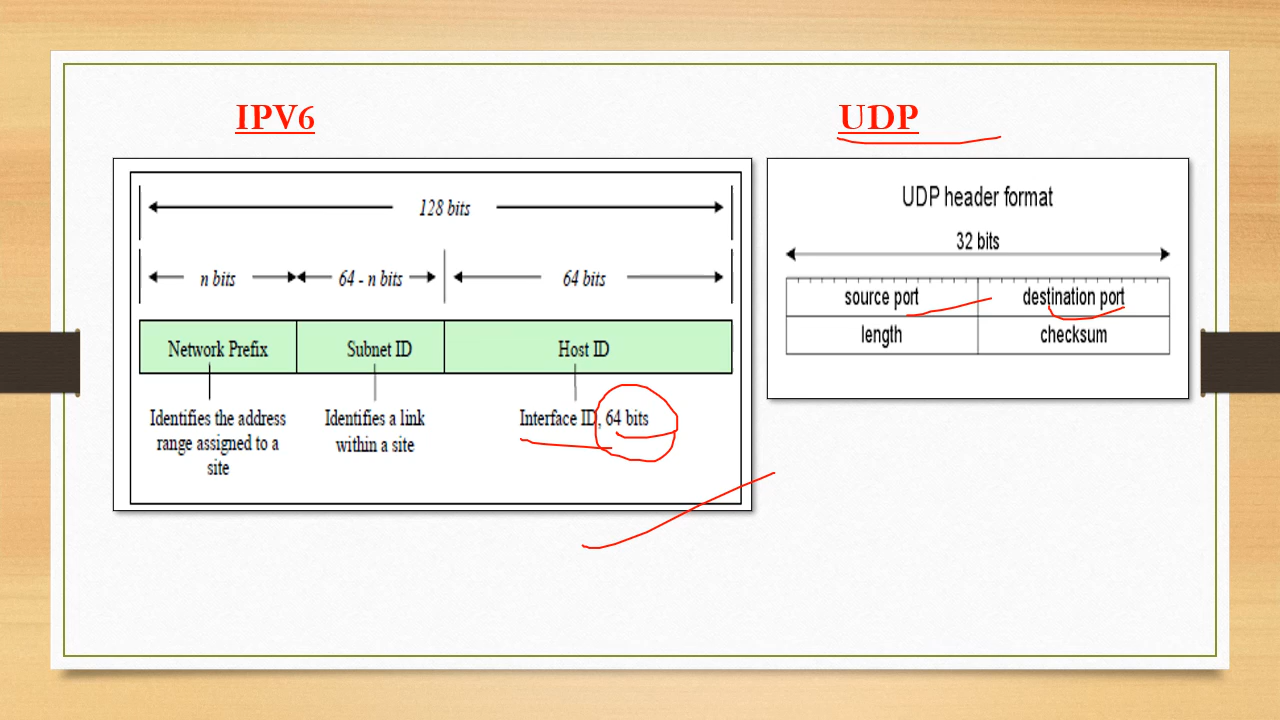 IPV6
128 bits
n bits
64 - n bits
64 bits
Network Prefix
Subnet ID
Host ID
Identifies the address
range assigned to a
site
Identifies a link
within a site
Interface ID, 64 bits
UDP
UDP header format
32 bits
source port
destination port
length
checksum